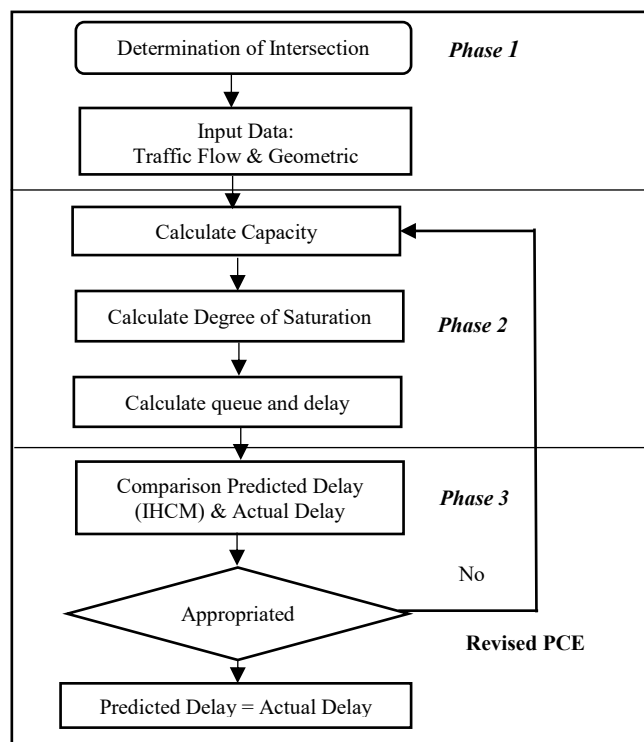 Determination of Intersection
Phase 1
Input Data:
Traffic Flow & Geometric
Calculate Capacity
Calculate Degree of Saturation
Phase 2
Calculate queue and delay
Comparison Predicted Delay
(IHCM) & Actual Delay
Phase 3
No
Appropriated
Revised PCE
Predicted Delay = Actual Delay